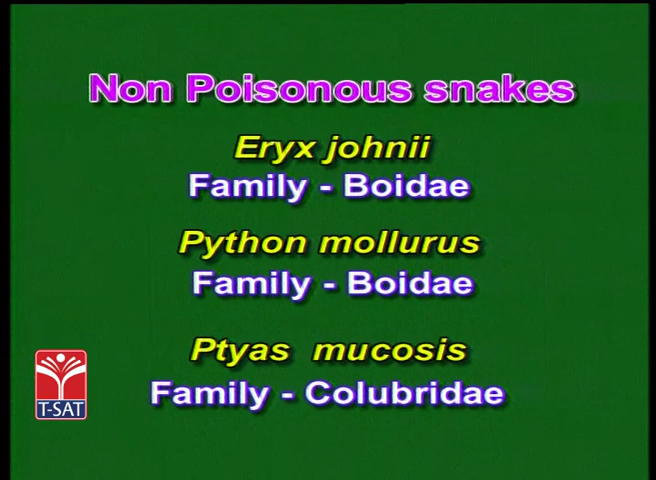 Non Poisonous snakes
Eryx johnii
Family - Boidae
Python mollurus
Family - Boidae
Ptyas mucosis
Family - Colubridae
T-SAT